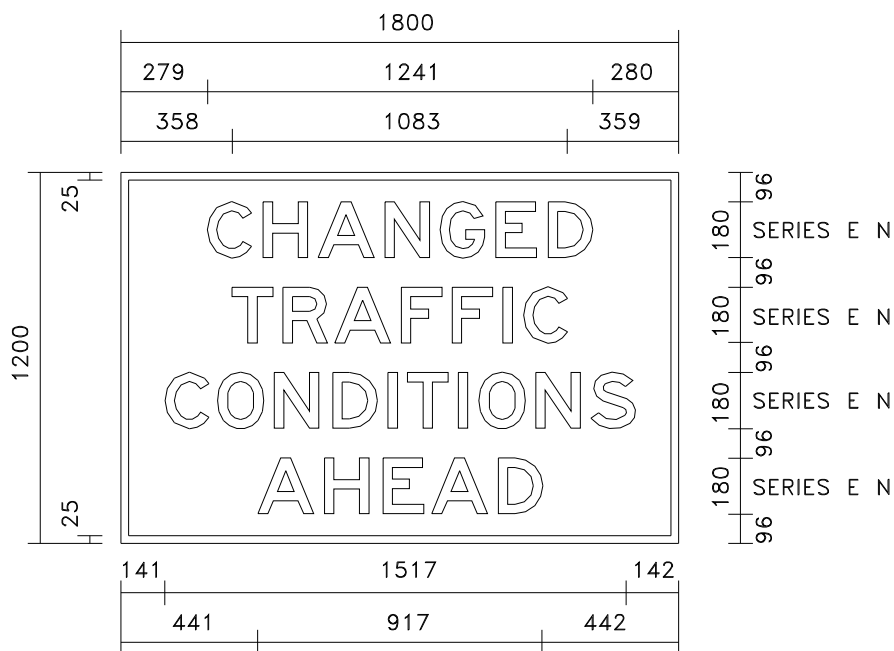 1800
279 1241 280
358 1083 359
25 96
CHANGED 180 SERIES E N
96
TRAFFIC 180 SERIES E N
1200 96
CONDITIONS 180 SERIES E N
96
AHEAD 180 SERIES E N
25 96
141 1517 142
441 917 442